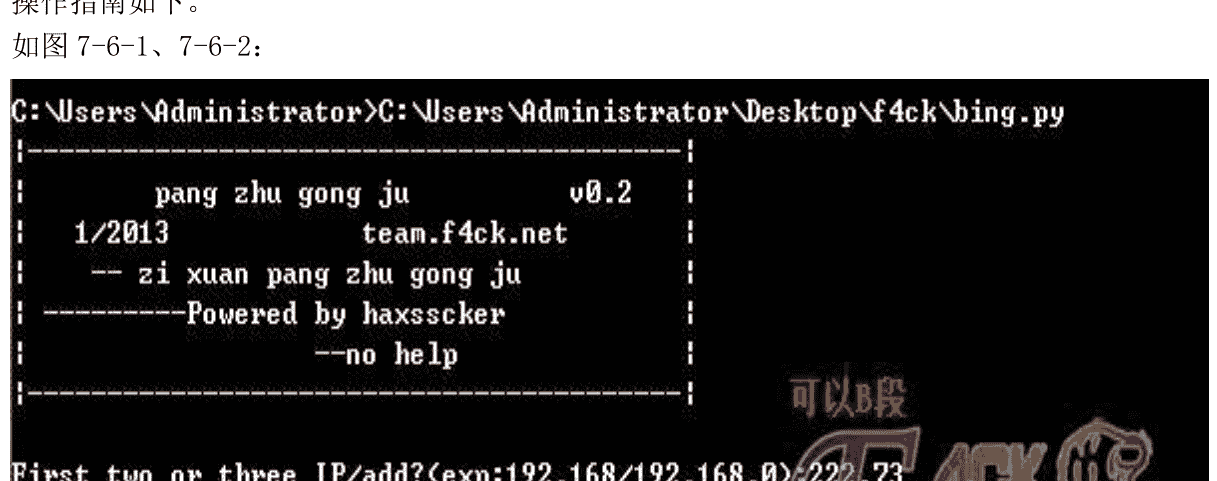 操作指南如下。
如图 7-6-1、7-6-2：
C:\Users\Administrator>C:\Users\Administrator\Desktop\f4ck\bing.py
|-----------------------------------------|
| pang zhu gong ju v0.2 |
| 1/2013 team.f4ck.net |
| -- zi xuan pang zhu gong ju |
| ---------Powered by haxsscker |
| --no help |
|-----------------------------------------|
可以B段
First two or three IP/add?(exp:192.168/192.168.0):222.73
F4CK